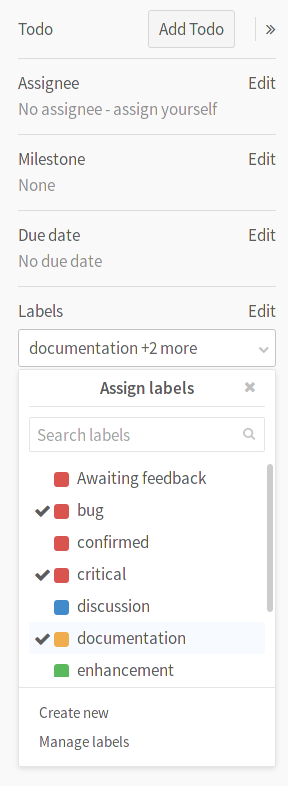 Todo Add Todo »
Assignee Edit
No assignee - assign yourself
Milestone Edit
None
Due date Edit
No due date
Labels Edit
documentation +2 more
Assign labels
Search labels
Awaiting feedback
bug
confirmed
critical
discussion
documentation
enhancement
Create new
Manage labels